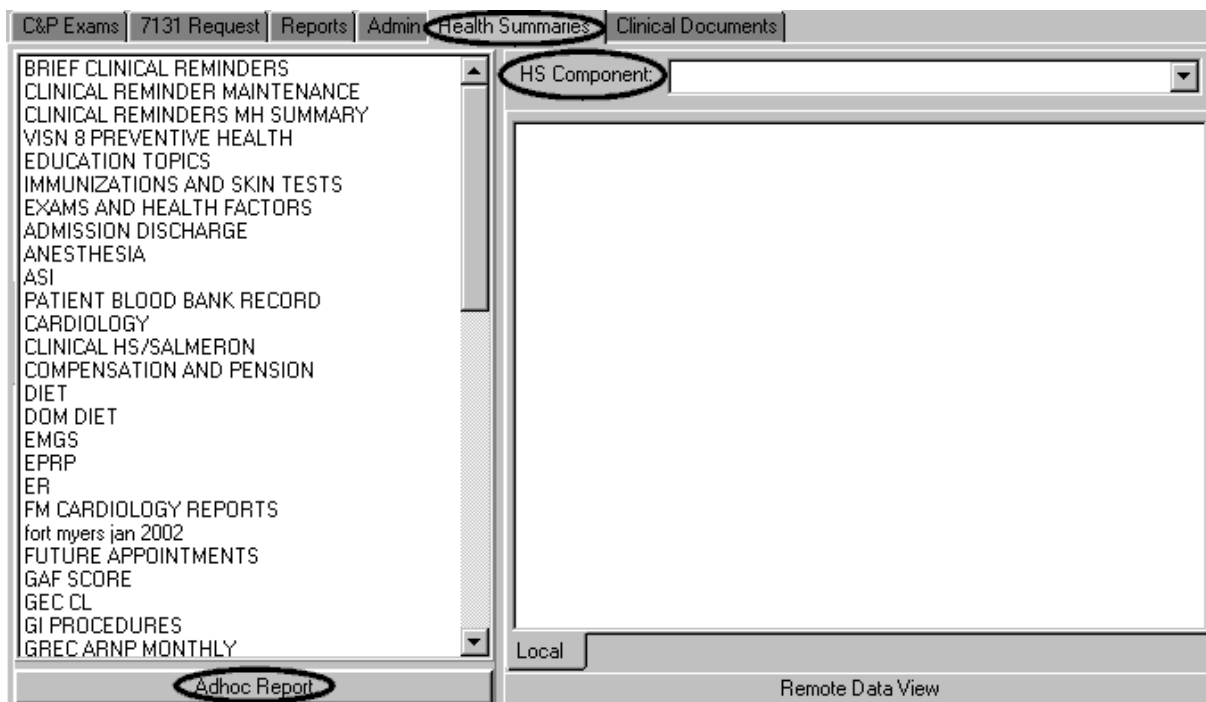 C&P Exams 7131 Request Reports Admin Health Summaries Clinical Documents
BRIEF CLINICAL REMINDERS
CLINICAL REMINDER MAINTENANCE
CLINICAL REMINDERS MH SUMMARY
VISN 8 PREVENTIVE HEALTH
EDUCATION TOPICS
IMMUNIZATIONS AND SKIN TESTS
EXAMS AND HEALTH FACTORS
ADMISSION DISCHARGE
ANESTHESIA
ASI
PATIENT BLOOD BANK RECORD
CARDIOLOGY
CLINICAL HS/SALMERON
COMPENSATION AND PENSION
DIET
DOM DIET
EMGS
EPRP
ER
FM CARDIOLOGY REPORTS
fort myers jan 2002
FUTURE APPOINTMENTS
GAF SCORE
GEC CL
GI PROCEDURES
GREC ARNP MONTHLY
Adhoc Report
HS Component:
Local
Remote Data View